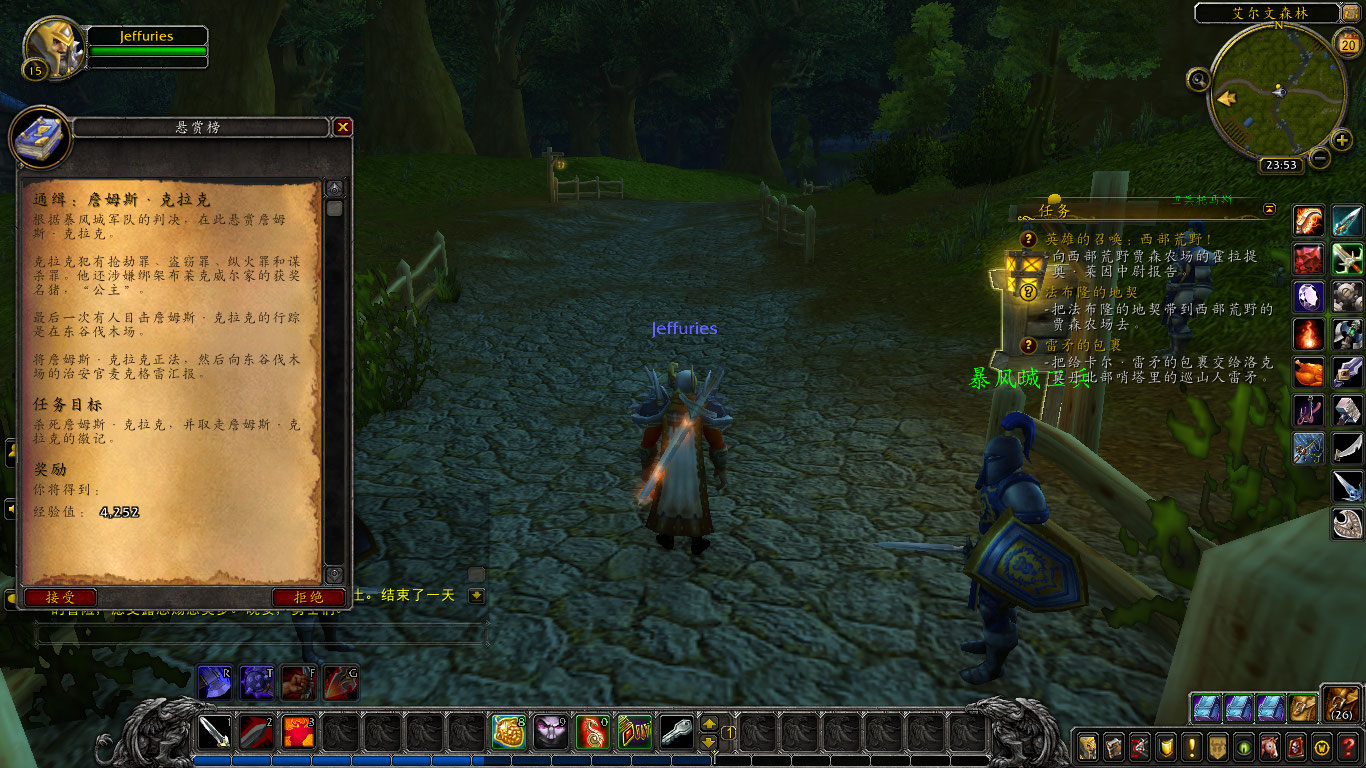 Jeffuries
15
艾尔文森林
N
20
23:53
悬赏榜
通缉：詹姆斯·克拉克
根据暴风城军队的判决，在此悬赏詹姆
斯·克拉克。
克拉克犯有抢劫罪、盗窃罪、纵火罪和谋
杀罪。他还涉嫌绑架布莱克威尔家的获奖
名猪，“公主”。
最后一次有人目击詹姆斯·克拉克的行踪
是在东谷伐木场。
将詹姆斯·克拉克正法，然后向东谷伐木
场的治安官麦克格雷汇报。
任务目标
杀死詹姆斯·克拉克，并取走詹姆斯·克
拉克的徽记。
奖励
你将得到：
经验值： 4,252
接受
拒绝
士。结束了一天
任务
卫兵托马斯
英雄的召唤：西部荒野！
-向西部荒野贾森农场的霍拉提
奥·莱因中尉报告。
法布隆的地契
-把法布隆的地契带到西部荒野的
贾森农场去。
雷矛的包裹
-把给卡尔·雷矛的包裹交给洛克
莫丹北部哨塔里的巡山人雷矛。
Jeffuries
暴风城卫兵
R
T
F
G
2
3
8
9
0
1
(26)